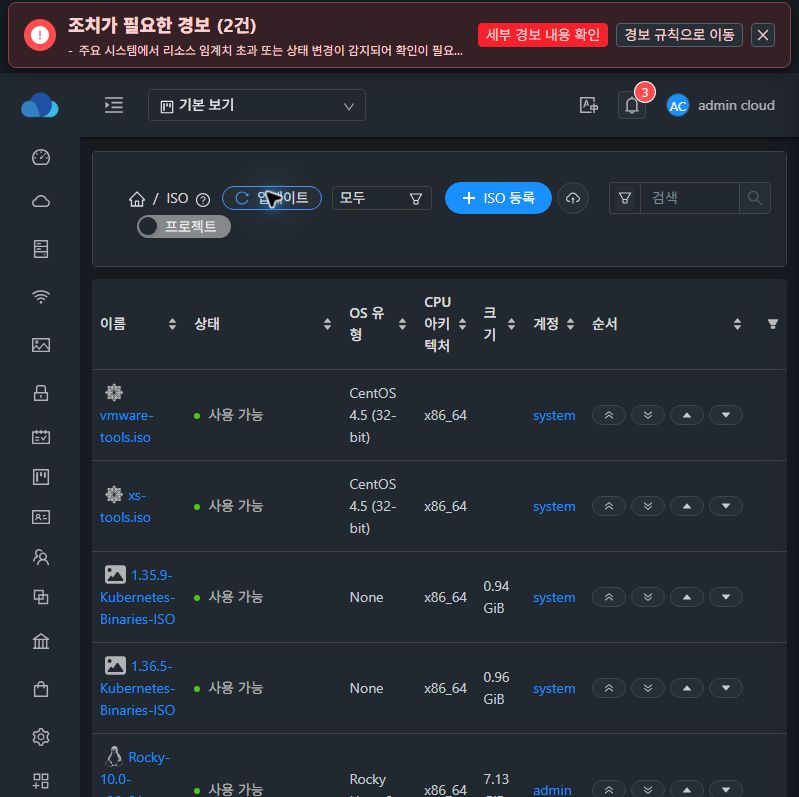 조치가 필요한 경보 (2건)
- 주요 시스템에서 리소스 임계치 초과 또는 상태 변경이 감지되어 확인이 필요...
세부 경보 내용 확인
경보 규칙으로 이동
기본 보기
3
AC
admin cloud
/ ISO
모두
ISO 등록
검색
프로젝트
이름
상태
OS 유
형
CPU
아키
텍처
크
기
계정
순서
vmware-
tools.iso
사용 가능
CentOS
4.5 (32-
bit)
x86_64
system
xs-
tools.iso
사용 가능
CentOS
4.5 (32-
bit)
x86_64
system
1.35.9-
Kubernetes-
Binaries-ISO
사용 가능
None
x86_64
0.94
GiB
system
1.36.5-
Kubernetes-
Binaries-ISO
사용 가능
None
x86_64
0.96
GiB
system
Rocky-
10.0-
사용 가능
Rocky
x86_64
7.13
admin